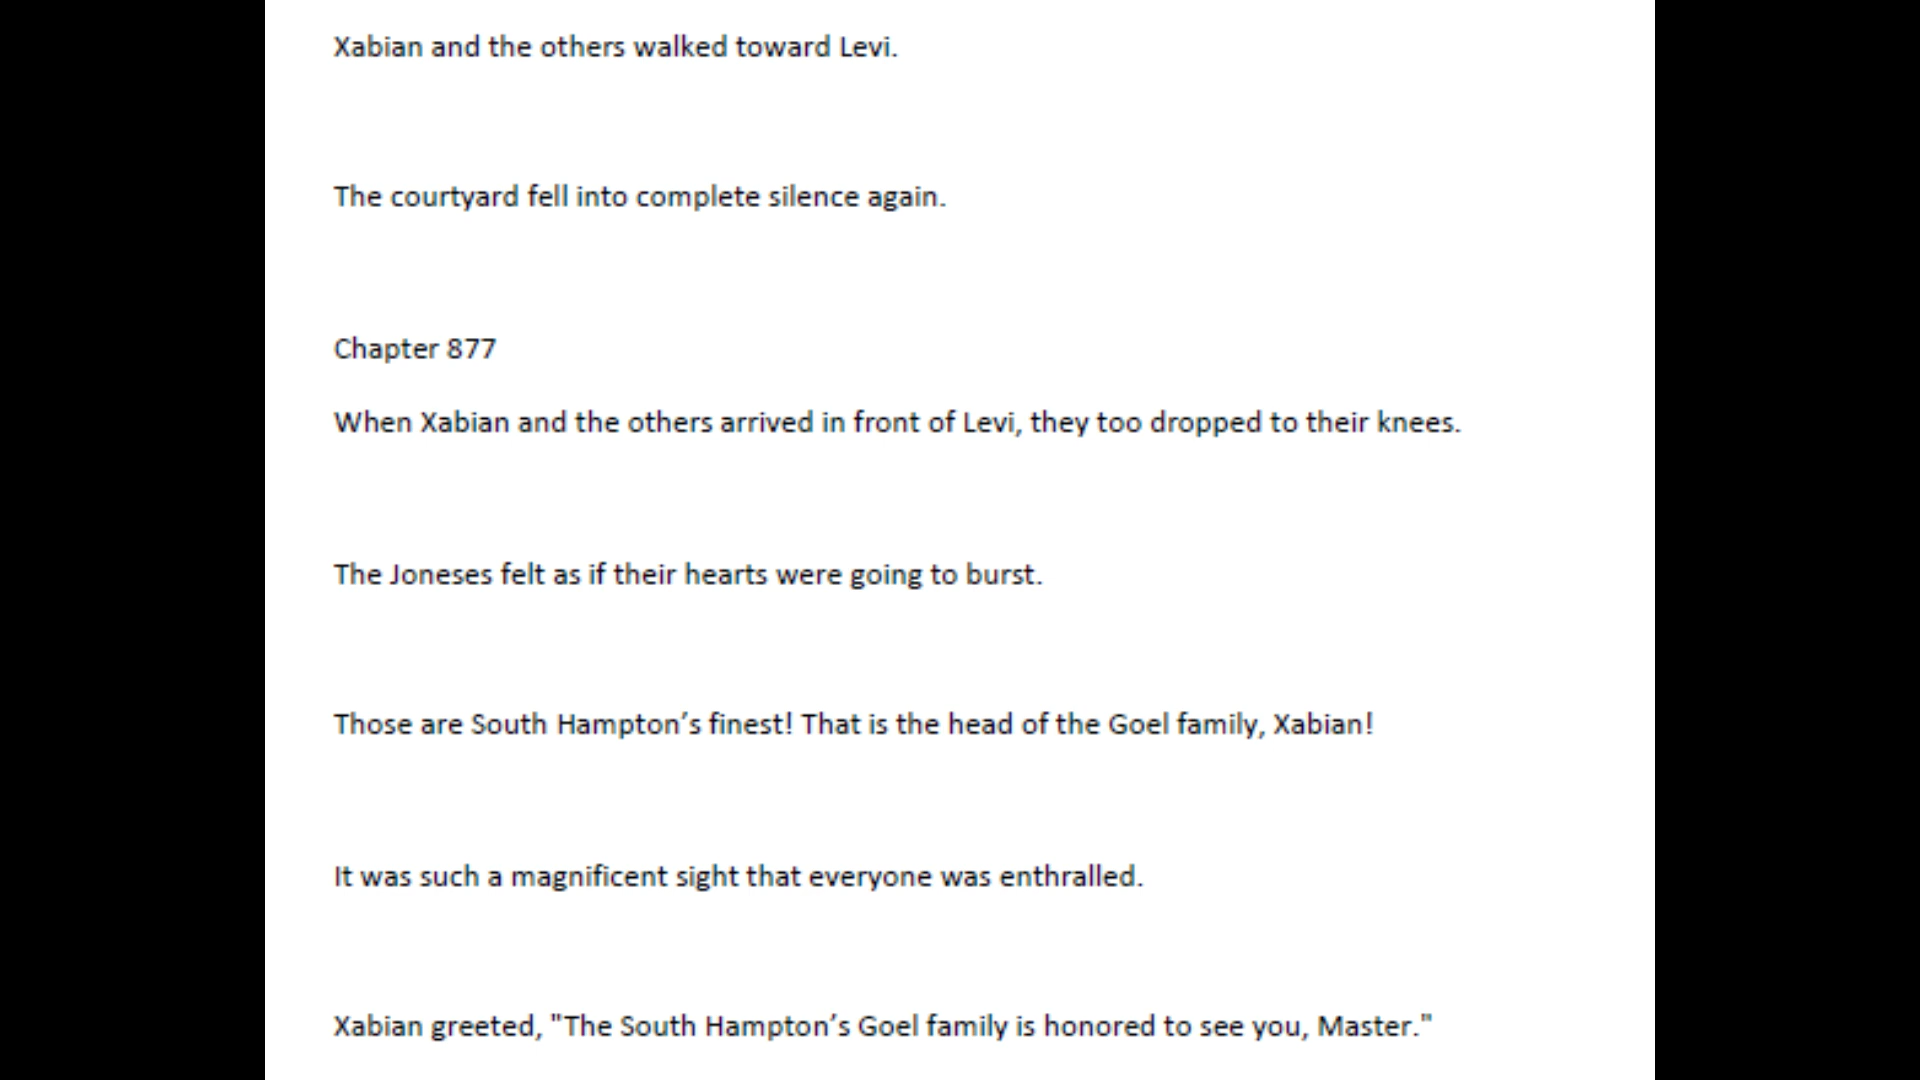 Xabian and the others walked toward Levi.
The courtyard fell into complete silence again.
Chapter 877
When Xabian and the others arrived in front of Levi, they too dropped to their knees.
The Joneses felt as if their hearts were going to burst.
Those are South Hampton’s finest! That is the head of the Goel family, Xabian!
It was such a magnificent sight that everyone was enthralled.
Xabian greeted, "The South Hampton’s Goel family is honored to see you, Master."